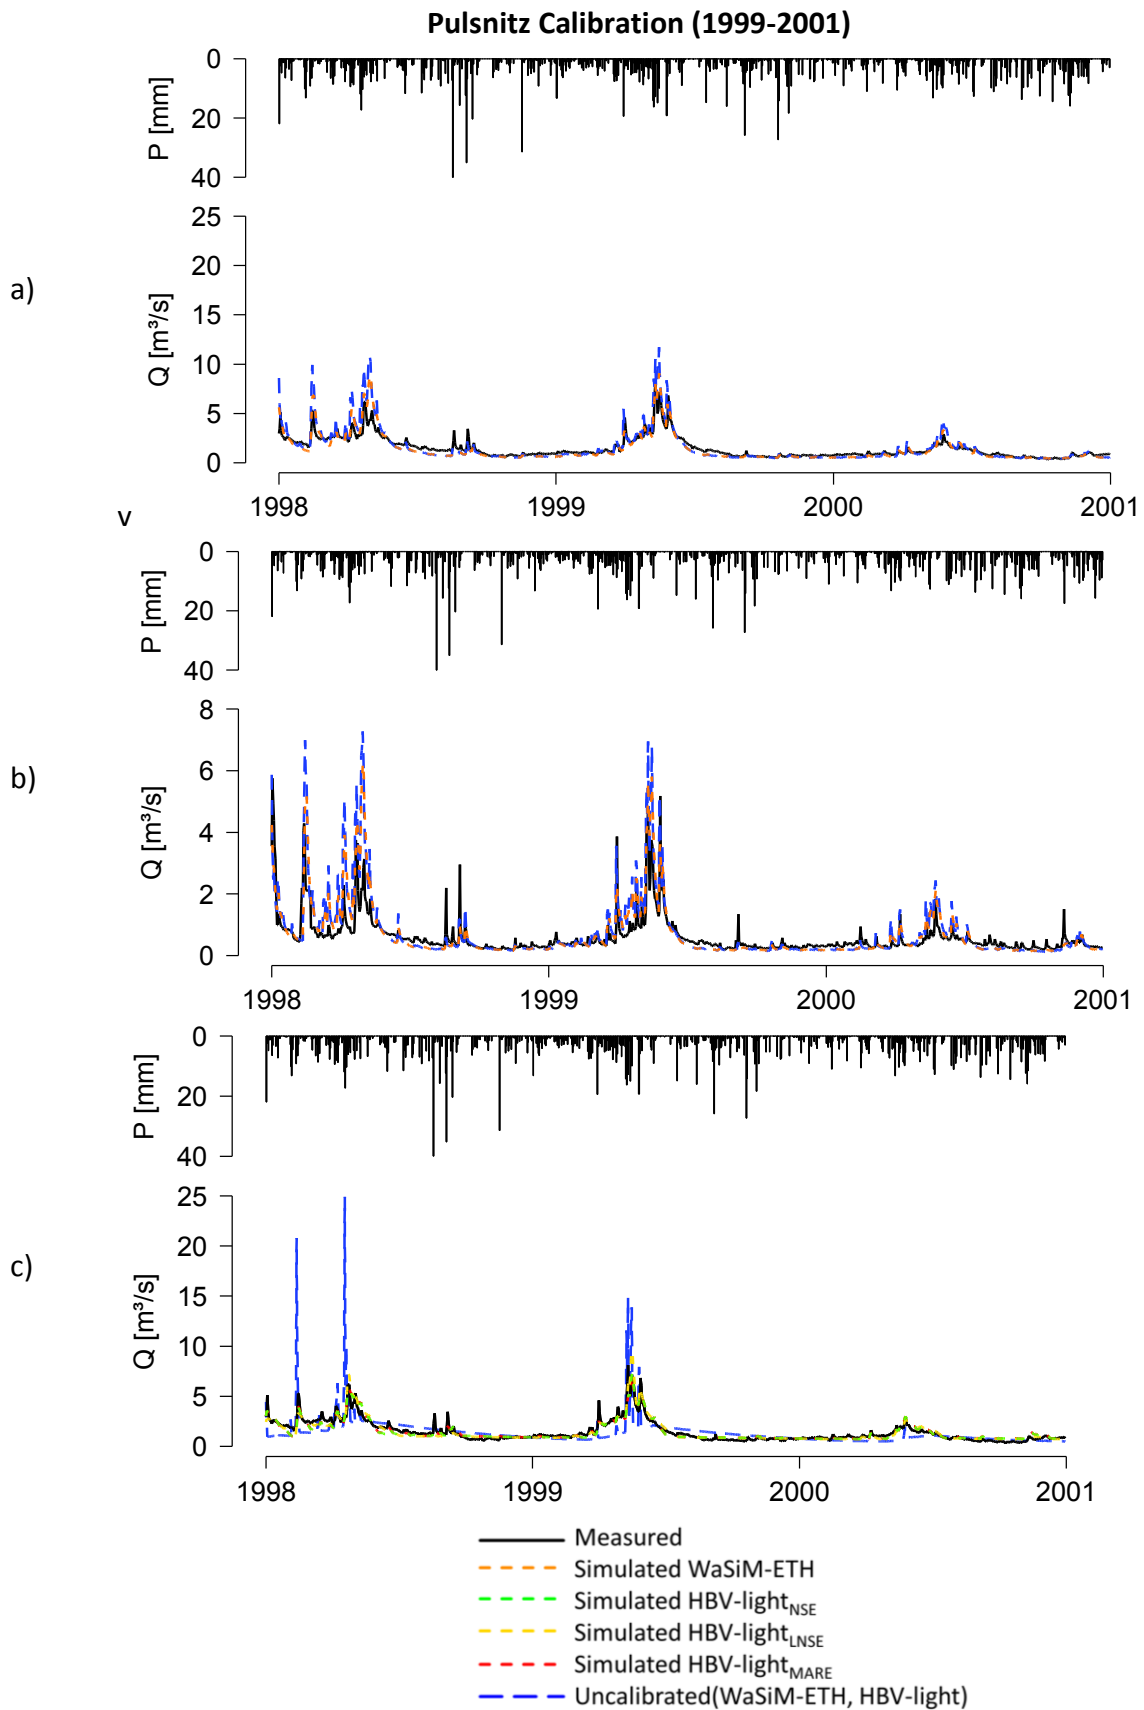 Pulsnitz Calibration (1999-2001)
0
20
40
P [mm]
a)
25
20
15
10
5
0
Q [m³/s]
1998 1999 2000 2001
v
0
20
40
P [mm]
b)
8
6
4
2
0
Q [m³/s]
1998 1999 2000 2001
0
20
40
P [mm]
c)
25
20
15
10
5
0
Q [m³/s]
1998 1999 2000 2001
Measured
Simulated WaSiM-ETH
Simulated HBV-lightNSE
Simulated HBV-lightLNSE
Simulated HBV-lightMARE
Uncalibrated(WaSiM-ETH, HBV-light)